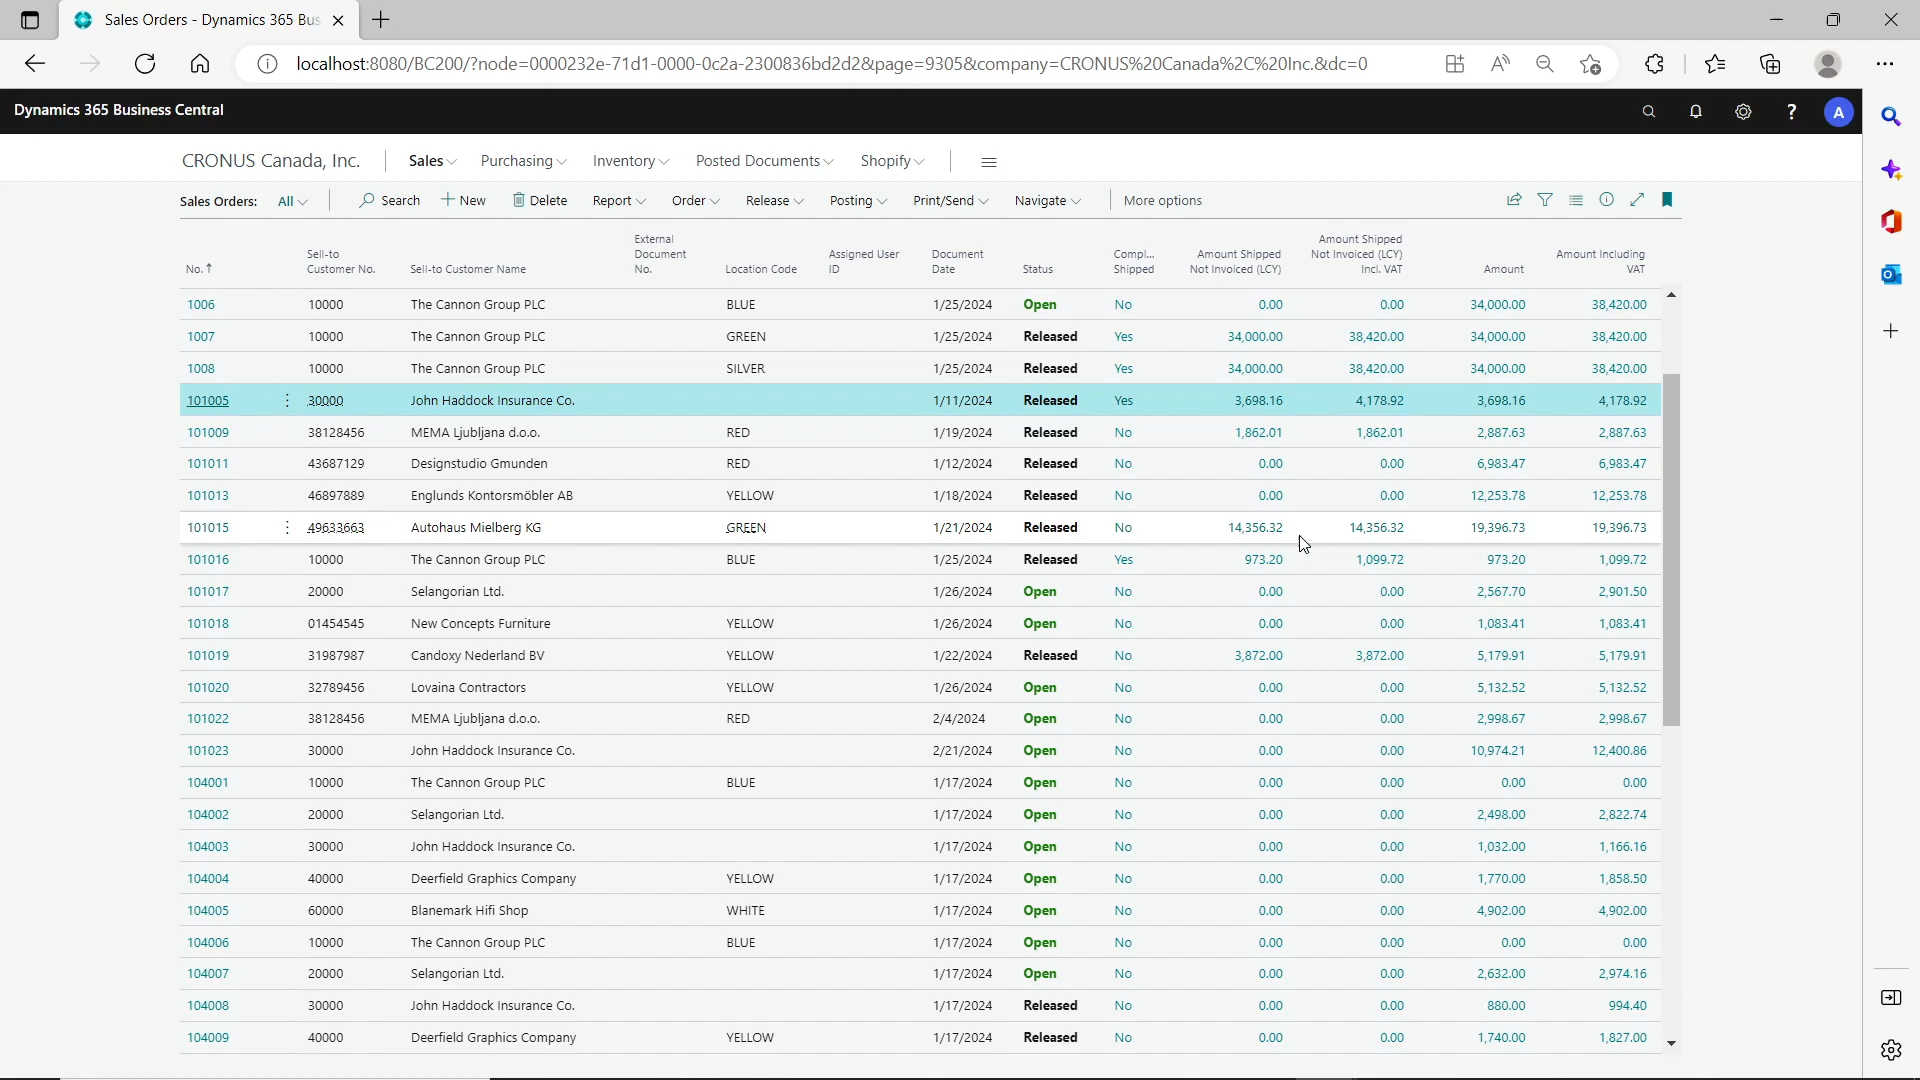 Sales Orders - Dynamics 365 Bus
localhost:8080/BC200/?node=0000232e-71d1-0000-0c2a-2300836bd2d2&page=9305&company=CRONUS%20Canada%2C%20Inc.&dc=0
Dynamics 365 Business Central
? A
CRONUS Canada, Inc. Sales Purchasing Inventory Posted Documents Shopify
Sales Orders: All Search New Delete Report Order Release Posting Print/Send Navigate More options
No. ↑ Sell-to Customer No. Sell-to Customer Name External Document No. Location Code Assigned User ID Document Date Status Compl... Shipped Amount Shipped Not Invoiced (LCY) Amount Shipped Not Invoiced (LCY) Incl. VAT Amount Amount Including VAT
1006 10000 The Cannon Group PLC BLUE 1/25/2024 Open No 0.00 0.00 34,000.00 38,420.00
1007 10000 The Cannon Group PLC GREEN 1/25/2024 Released Yes 34,000.00 38,420.00 34,000.00 38,420.00
1008 10000 The Cannon Group PLC SILVER 1/25/2024 Released Yes 34,000.00 38,420.00 34,000.00 38,420.00
101005 30000 John Haddock Insurance Co. 1/11/2024 Released Yes 3,698.16 4,178.92 3,698.16 4,178.92
101009 38128456 MEMA Ljubljana d.o.o. RED 1/19/2024 Released No 1,862.01 1,862.01 2,887.63 2,887.63
101011 43687129 Designstudio Gmunden RED 1/12/2024 Released No 0.00 0.00 6,983.47 6,983.47
101013 46897889 Englunds Kontorsmöbler AB YELLOW 1/18/2024 Released No 0.00 0.00 12,253.78 12,253.78
101015 49633663 Autohaus Mielberg KG GREEN 1/21/2024 Released No 14,356.32 14,356.32 19,396.73 19,396.73
101016 10000 The Cannon Group PLC BLUE 1/25/2024 Released Yes 973.20 1,099.72 973.20 1,099.72
101017 20000 Selangorian Ltd. 1/26/2024 Open No 0.00 0.00 2,567.70 2,901.50
101018 01454545 New Concepts Furniture YELLOW 1/26/2024 Open No 0.00 0.00 1,083.41 1,083.41
101019 31987987 Candoxy Nederland BV YELLOW 1/22/2024 Released No 3,872.00 3,872.00 5,179.91 5,179.91
101020 32789456 Lovaina Contractors YELLOW 1/26/2024 Open No 0.00 0.00 5,132.52 5,132.52
101022 38128456 MEMA Ljubljana d.o.o. RED 2/4/2024 Open No 0.00 0.00 2,998.67 2,998.67
101023 30000 John Haddock Insurance Co. 2/21/2024 Open No 0.00 0.00 10,974.21 12,400.86
104001 10000 The Cannon Group PLC BLUE 1/17/2024 Open No 0.00 0.00 0.00 0.00
104002 20000 Selangorian Ltd. 1/17/2024 Open No 0.00 0.00 2,498.00 2,822.74
104003 30000 John Haddock Insurance Co. 1/17/2024 Open No 0.00 0.00 1,032.00 1,166.16
104004 40000 Deerfield Graphics Company YELLOW 1/17/2024 Open No 0.00 0.00 1,770.00 1,858.50
104005 60000 Blanemark Hifi Shop WHITE 1/17/2024 Open No 0.00 0.00 4,902.00 4,902.00
104006 10000 The Cannon Group PLC BLUE 1/17/2024 Open No 0.00 0.00 0.00 0.00
104007 20000 Selangorian Ltd. 1/17/2024 Open No 0.00 0.00 2,632.00 2,974.16
104008 30000 John Haddock Insurance Co. 1/17/2024 Released No 0.00 0.00 880.00 994.40
104009 40000 Deerfield Graphics Company YELLOW 1/17/2024 Released No 0.00 0.00 1,740.00 1,827.00